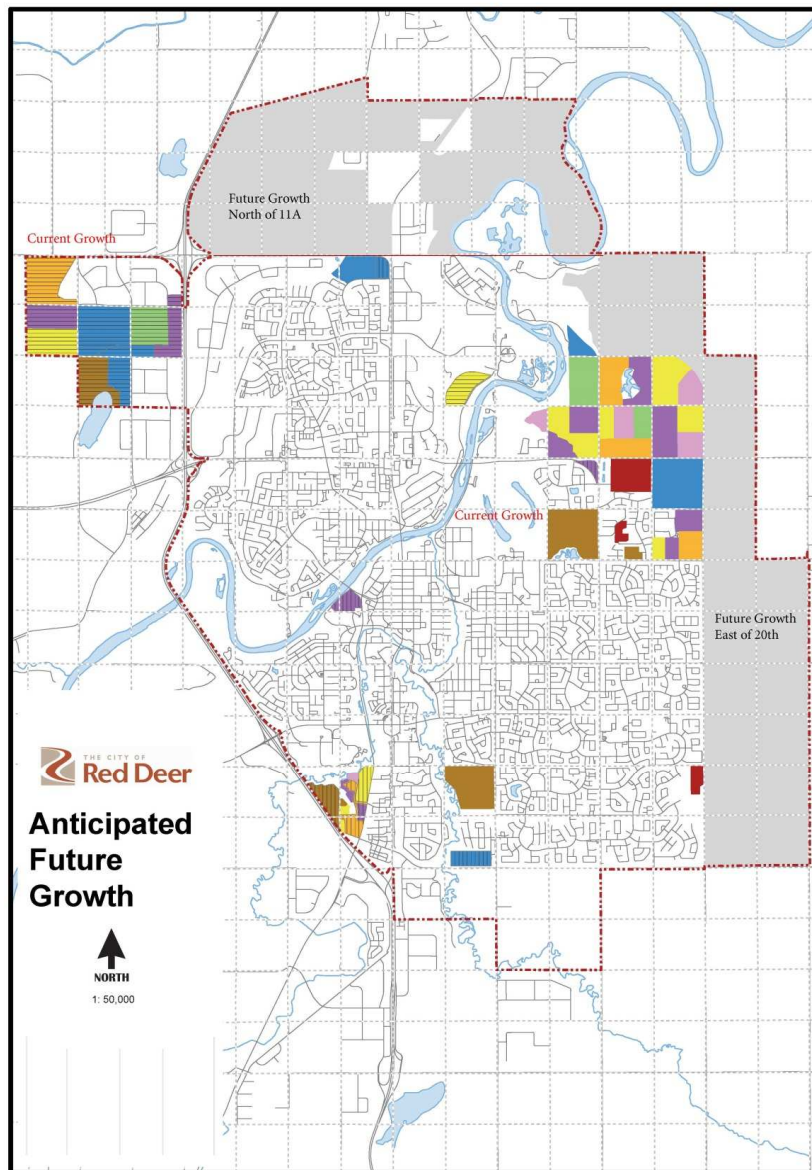 Future Growth
North of 11A
Current Growth
Current Growth
Future Growth
East of 20th
THE CITY OF
Red Deer
Anticipated
Future
Growth
NORTH
1: 50,000